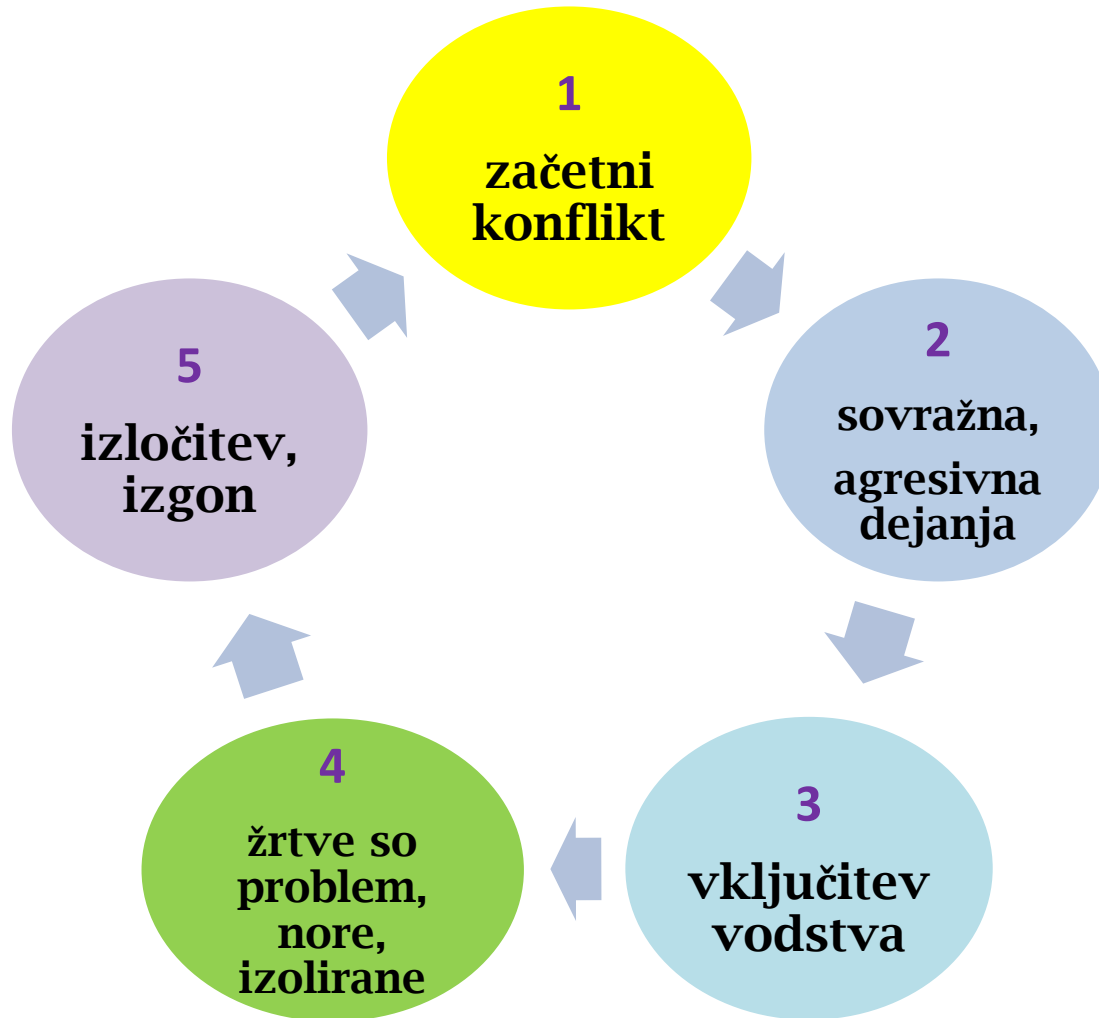 1
začetni
konflikt
2
sovražna,
agresivna
dejanja
3
vključitev
vodstva
4
žrtve so
problem,
nore,
izolirane
5
izločitev,
izgon